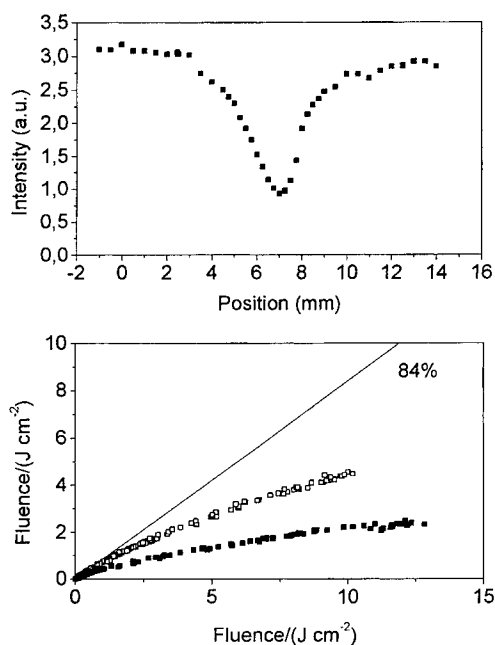 3,5
3,0
2,5
2,0
1,5
1,0
0,5
0,0
Intensity (a.u.)
-2 0 2 4 6 8 10 12 14 16
Position (mm)
10
8
6
4
2
0
Fluence/(J cm⁻²)
84%
0 5 10 15
Fluence/(J cm⁻²)